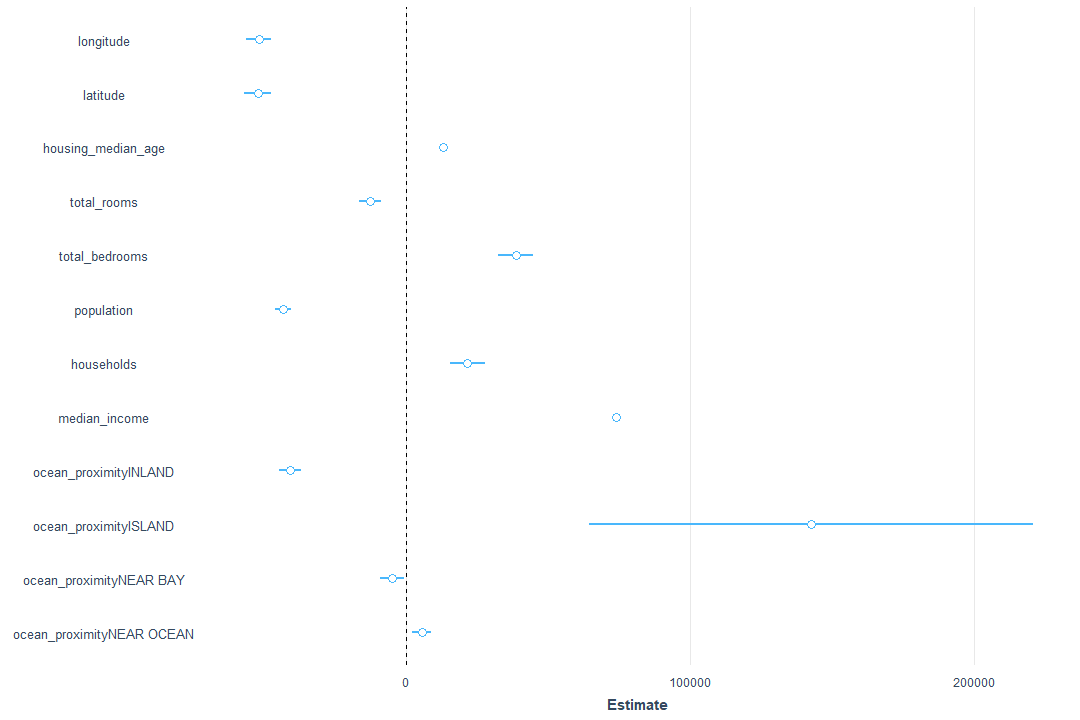 longitude
latitude
housing_median_age
total_rooms
total_bedrooms
population
households
median_income
ocean_proximityINLAND
ocean_proximityISLAND
ocean_proximityNEAR BAY
ocean_proximityNEAR OCEAN
0 100000 200000
Estimate